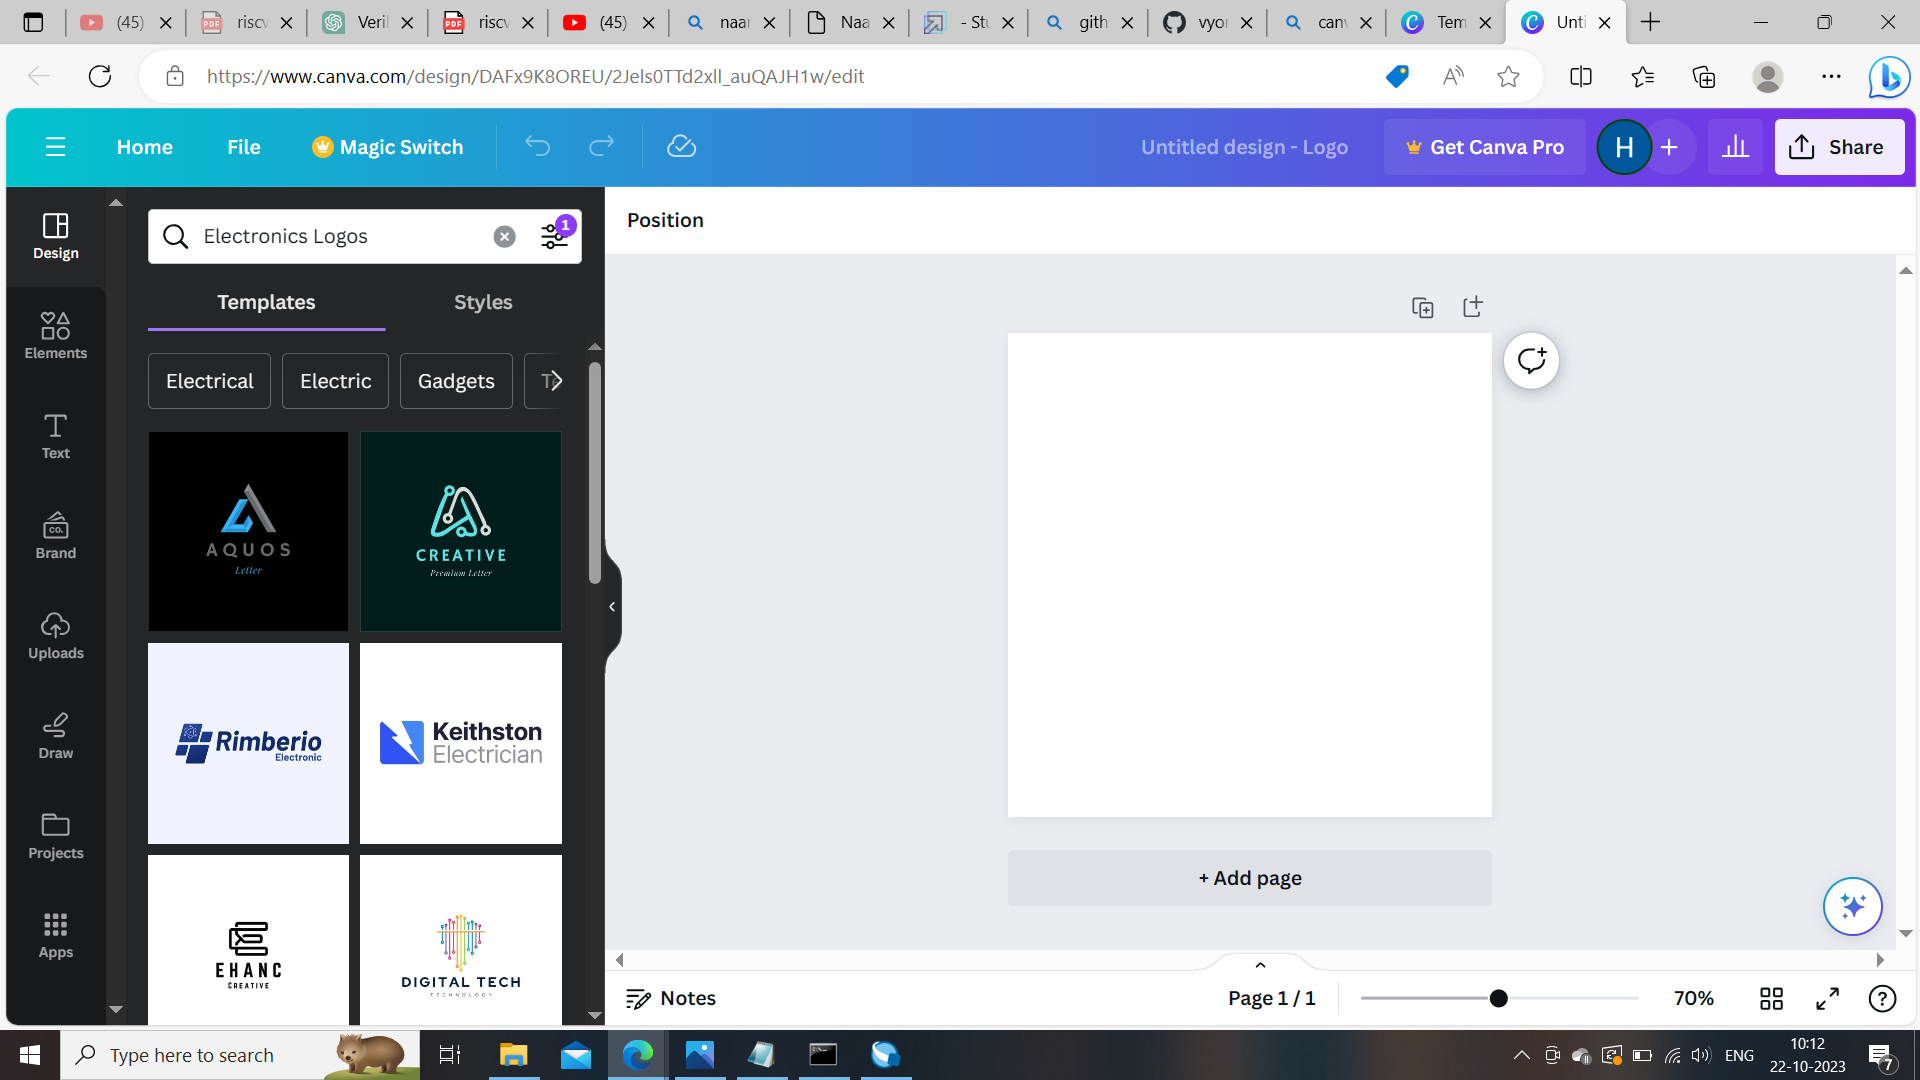 (45)
riscv
Veril
riscv
(45)
naar
Naa
- Stu
gith
vyor
canv
Tem
Unti
https://www.canva.com/design/DAFx9K8OREU/2Jels0TTd2xll_auQAJH1w/edit
Home
File
Magic Switch
Untitled design - Logo
Get Canva Pro
H
Share
Design
Elements
Text
CO.
Brand
Uploads
Draw
Projects
Apps
Electronics Logos
1
Templates
Styles
Electrical
Electric
Gadgets
Te
AQUOS
Letter
CREATIVE
Premium Letter
Rimberio
Electronic
Keithston
Electrician
EHANC
CREATIVE
DIGITAL TECH
TECHNOLOGY
Position
+ Add page
Notes
Page 1 / 1
70%
Type here to search
ENG
10:12
22-10-2023
7